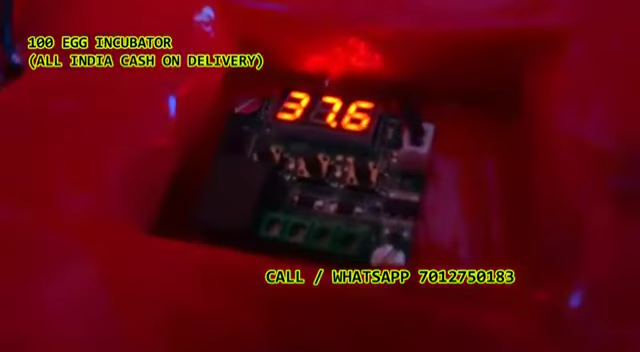 100 EGG INCUBATOR
(ALL INDIA CASH ON DELIVERY)
37.6
CALL / WHATSAPP 7012750183